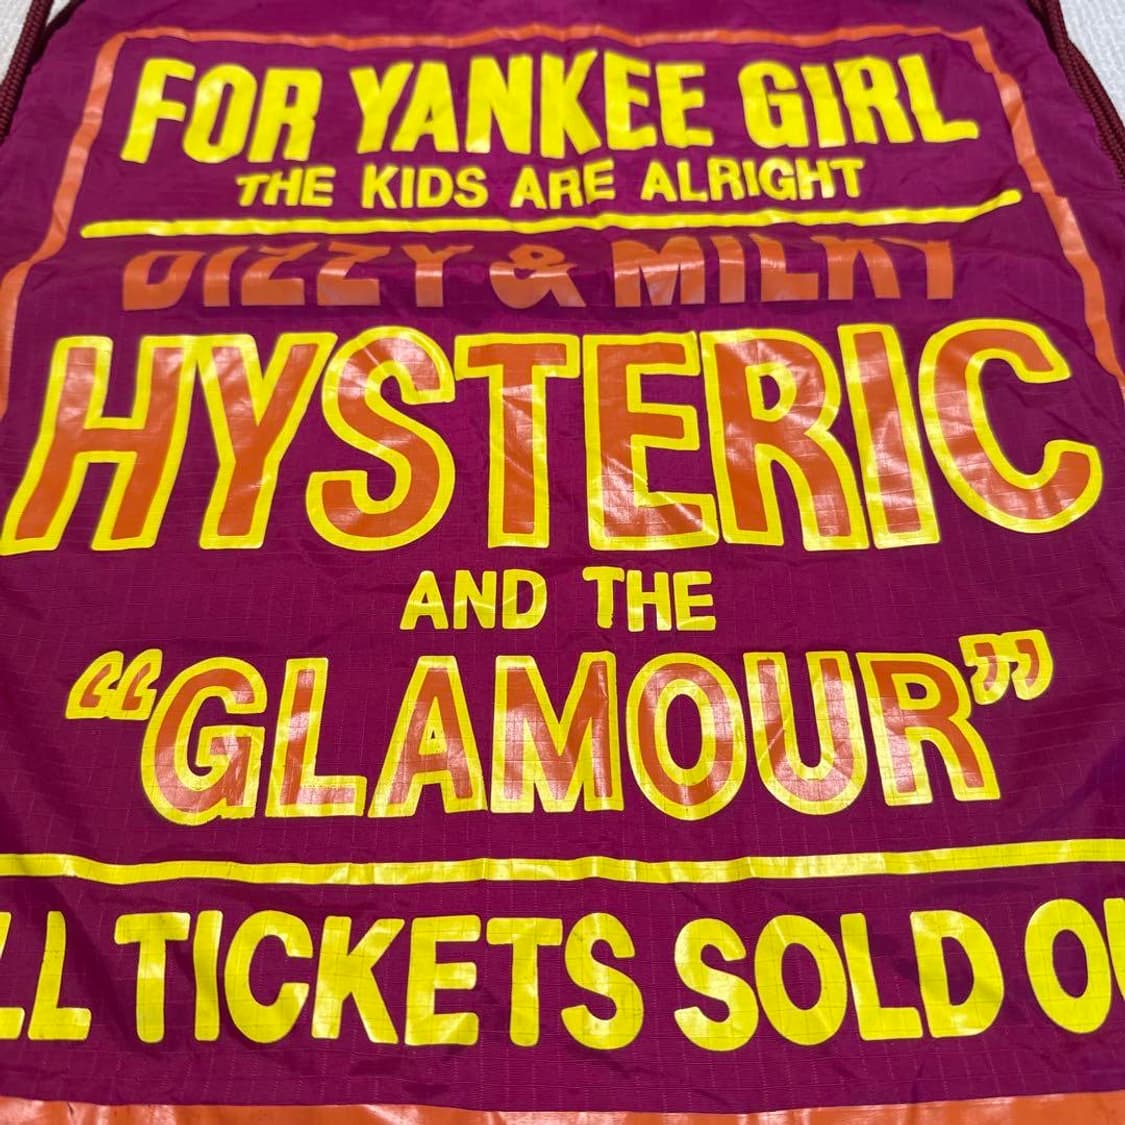 FOR YANKEE GIRL
THE KIDS ARE ALRIGHT
DIZZY & MILKY
HYSTERIC
AND THE
“GLAMOUR”
LL TICKETS SOLD OU